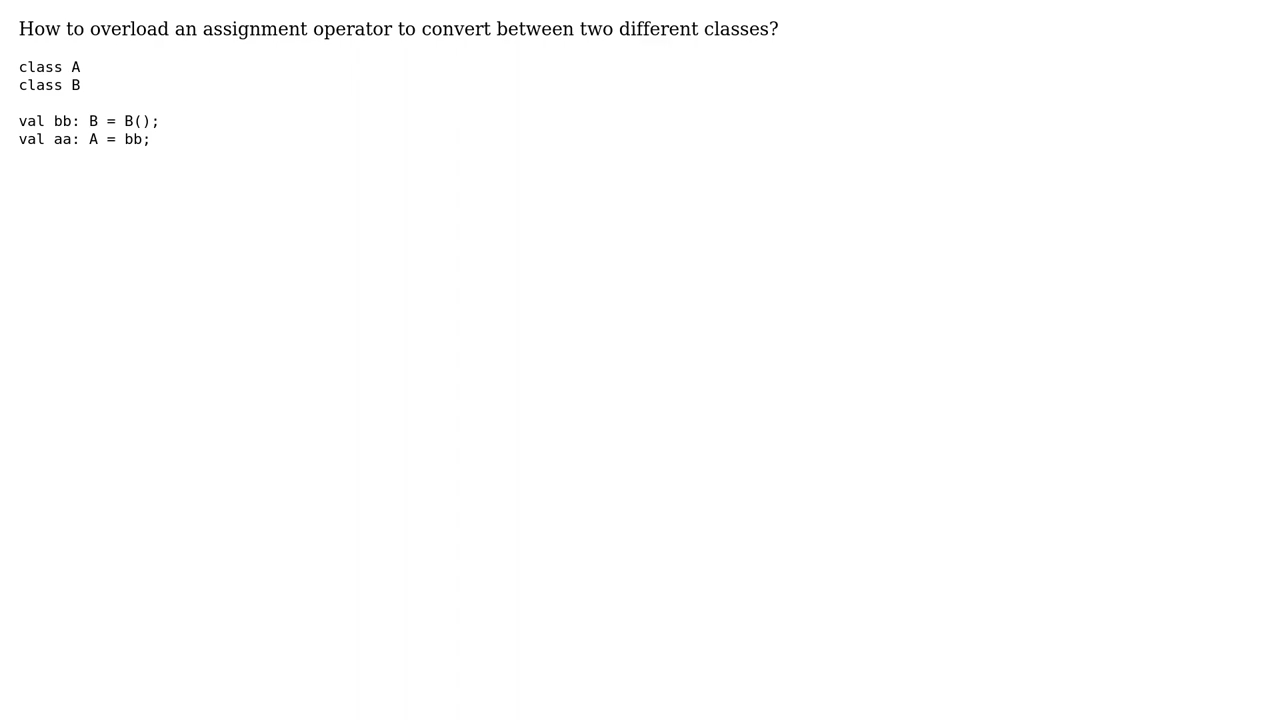 How to overload an assignment operator to convert between two different classes?
class A
class B
val bb: B = B();
val aa: A = bb;